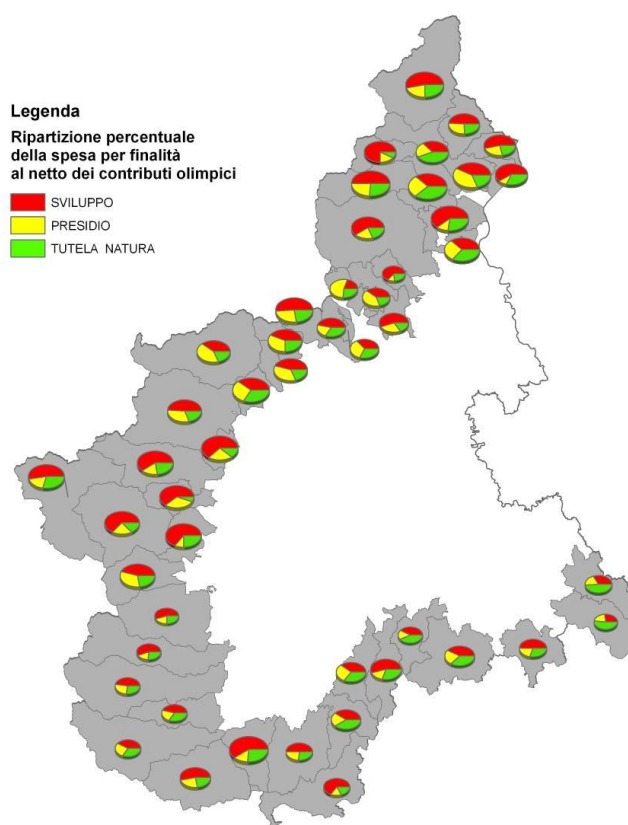 Legenda
Ripartizione percentuale
della spesa per finalità
al netto dei contributi olimpici
SVILUPPO
PRESIDIO
TUTELA NATURA